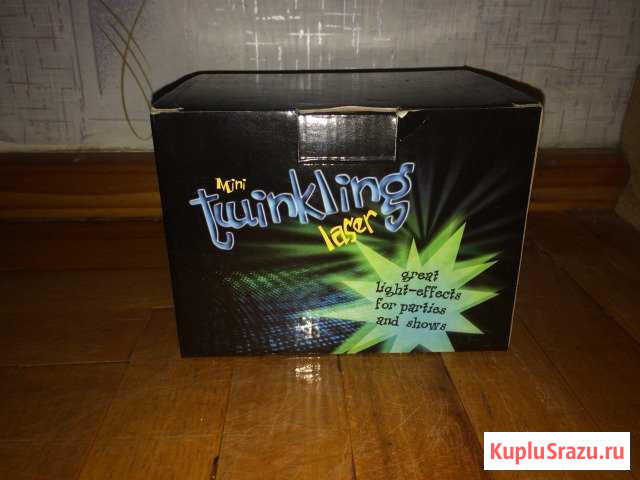 Mini
twinkling
laser
great
light-effects
for parties
and shows
KupluSrazu.ru